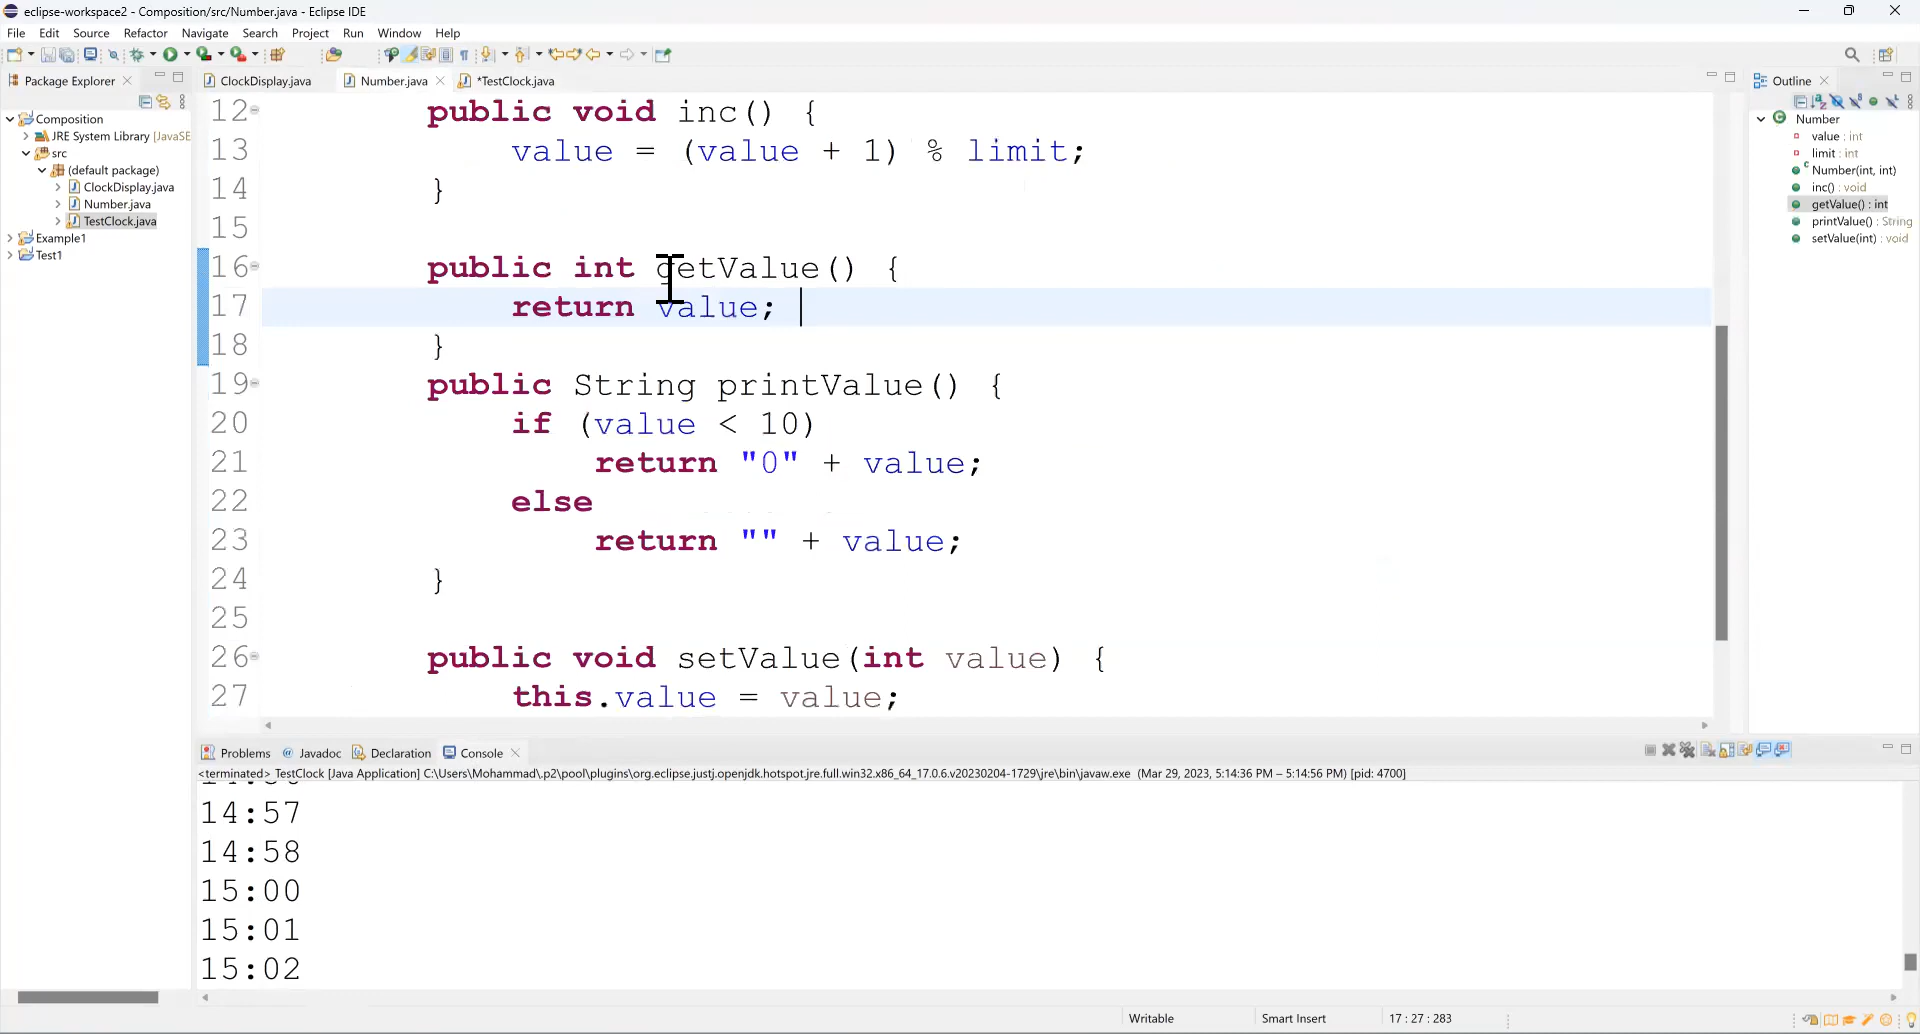 eclipse-workspace2 - Composition/src/Number.java - Eclipse IDE
File Edit Source Refactor Navigate Search Project Run Window Help
Package Explorer
ClockDisplay.java Number.java *TestClock.java
Outline
Composition
JRE System Library [JavaSE
src
(default package)
ClockDisplay.java
Number.java
TestClock.java
Example1
Test1
12 public void inc() {
13 value = (value + 1) % limit;
14 }
15
16 public int getValue() {
17 return value;
18 }
19 public String printValue() {
20 if (value < 10)
21 return "0" + value;
22 else
23 return "" + value;
24 }
25
26 public void setValue(int value) {
27 this.value = value;
Number
value : int
limit : int
Number(int, int)
inc() : void
getValue() : int
printValue() : String
setValue(int) : void
Problems Javadoc Declaration Console
<terminated> TestClock [Java Application] C:\Users\Mohammad\.p2\pool\plugins\org.eclipse.justj.openjdk.hotspot.jre.full.win32.x86_64_17.0.6.v20230204-1729\jre\bin\javaw.exe (Mar 29, 2023, 5:14:36 PM – 5:14:56 PM) [pid: 4700]
14:57
14:58
15:00
15:01
15:02
Writable Smart Insert 17 : 27 : 283